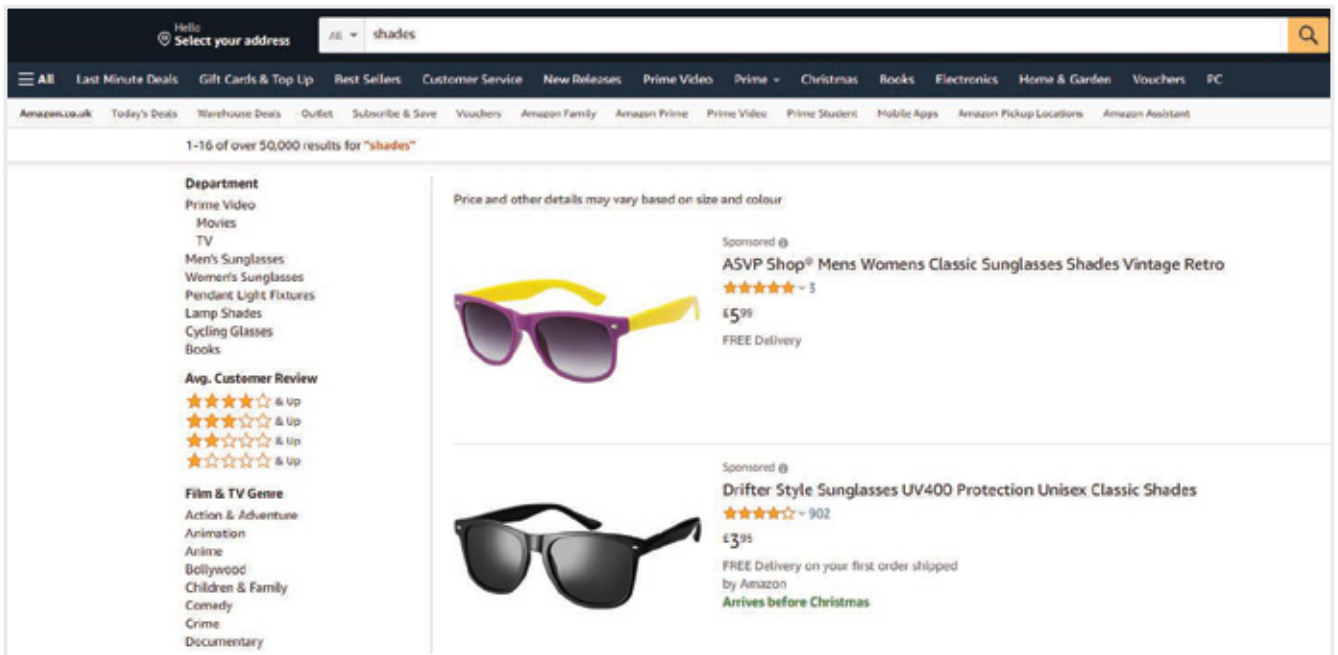 Hello
Select your address
All
shades
All Last Minute Deals Gift Cards & Top Up Best Sellers Customer Service New Releases Prime Video Prime Christmas Books Electronics Home & Garden Vouchers PC
Amazon.co.uk Today's Deals Warehouse Deals Outlet Subscribe & Save Vouchers Amazon Family Amazon Prime Prime Video Prime Student Mobile Apps Amazon Pickup Locations Amazon Assistant
1-16 of over 50,000 results for "shades"
Department
Prime Video
Movies
TV
Men's Sunglasses
Women's Sunglasses
Pendant Light Fixtures
Lamp Shades
Cycling Glasses
Books
Avg. Customer Review
& Up
& Up
& Up
& Up
Film & TV Genre
Action & Adventure
Animation
Anime
Bollywood
Children & Family
Comedy
Crime
Documentary
Price and other details may vary based on size and colour
Sponsored
ASVP Shop® Mens Womens Classic Sunglasses Shades Vintage Retro
3
£5.99
FREE Delivery
Sponsored
Drifter Style Sunglasses UV400 Protection Unisex Classic Shades
902
£3.95
FREE Delivery on your first order shipped
by Amazon
Arrives before Christmas